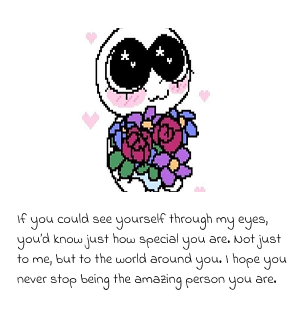 If you could see yourself through my eyes,
you'd know just how special you are. Not just
to me, but to the world around you. I hope you
never stop being the amazing person you are.